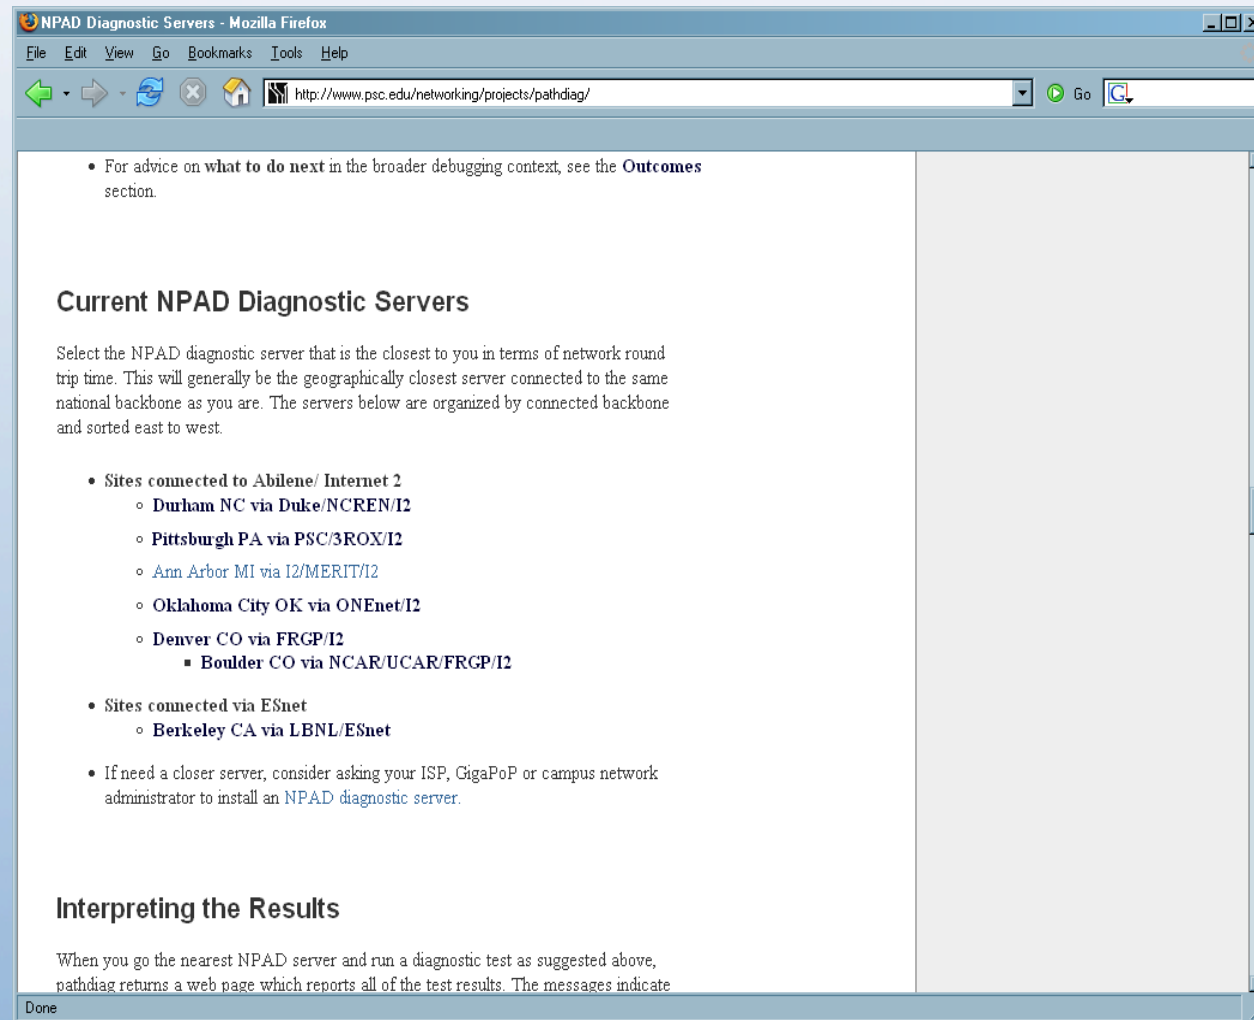 NPAD Diagnostic Servers - Mozilla Firefox
File Edit View Go Bookmarks Tools Help
http://www.psc.edu/networking/projects/pathdiag/ Go G
• For advice on what to do next in the broader debugging context, see the Outcomes
section.
Current NPAD Diagnostic Servers
Select the NPAD diagnostic server that is the closest to you in terms of network round
trip time. This will generally be the geographically closest server connected to the same
national backbone as you are. The servers below are organized by connected backbone
and sorted east to west.
• Sites connected to Abilene/ Internet 2
◦ Durham NC via Duke/NCREN/I2
◦ Pittsburgh PA via PSC/3ROX/I2
◦ Ann Arbor MI via I2/MERIT/I2
◦ Oklahoma City OK via ONEnet/I2
◦ Denver CO via FRGP/I2
▪ Boulder CO via NCAR/UCAR/FRGP/I2
• Sites connected via ESnet
◦ Berkeley CA via LBNL/ESnet
• If need a closer server, consider asking your ISP, GigaPoP or campus network
administrator to install an NPAD diagnostic server.
Interpreting the Results
When you go the nearest NPAD server and run a diagnostic test as suggested above,
pathdiag returns a web page which reports all of the test results. The messages indicate
Done